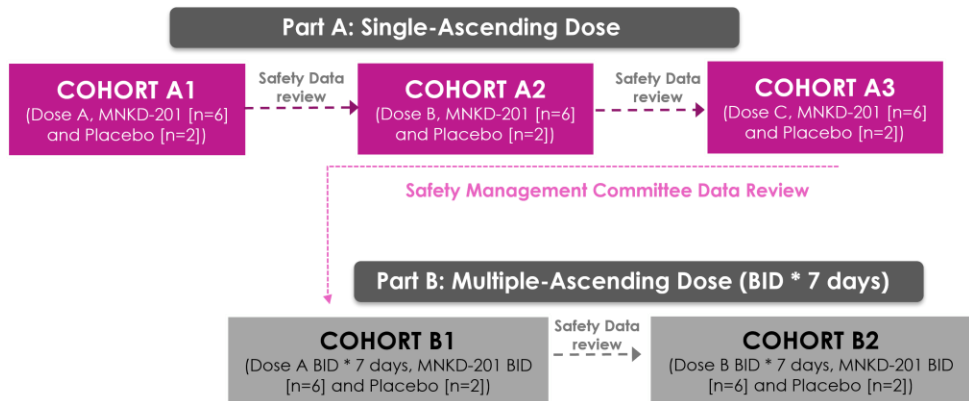 Part A: Single-Ascending Dose
COHORT A1
(Dose A, MNKD-201 [n=6]
and Placebo [n=2])
Safety Data
review
COHORT A2
(Dose B, MNKD-201 [n=6]
and Placebo [n=2])
Safety Data
review
COHORT A3
(Dose C, MNKD-201 [n=6]
and Placebo [n=2])
Safety Management Committee Data Review
Part B: Multiple-Ascending Dose (BID * 7 days)
COHORT B1
(Dose A BID * 7 days, MNKD-201 BID
[n=6] and Placebo [n=2])
Safety Data
review
COHORT B2
(Dose B BID * 7 days, MNKD-201 BID
[n=6] and Placebo [n=2])